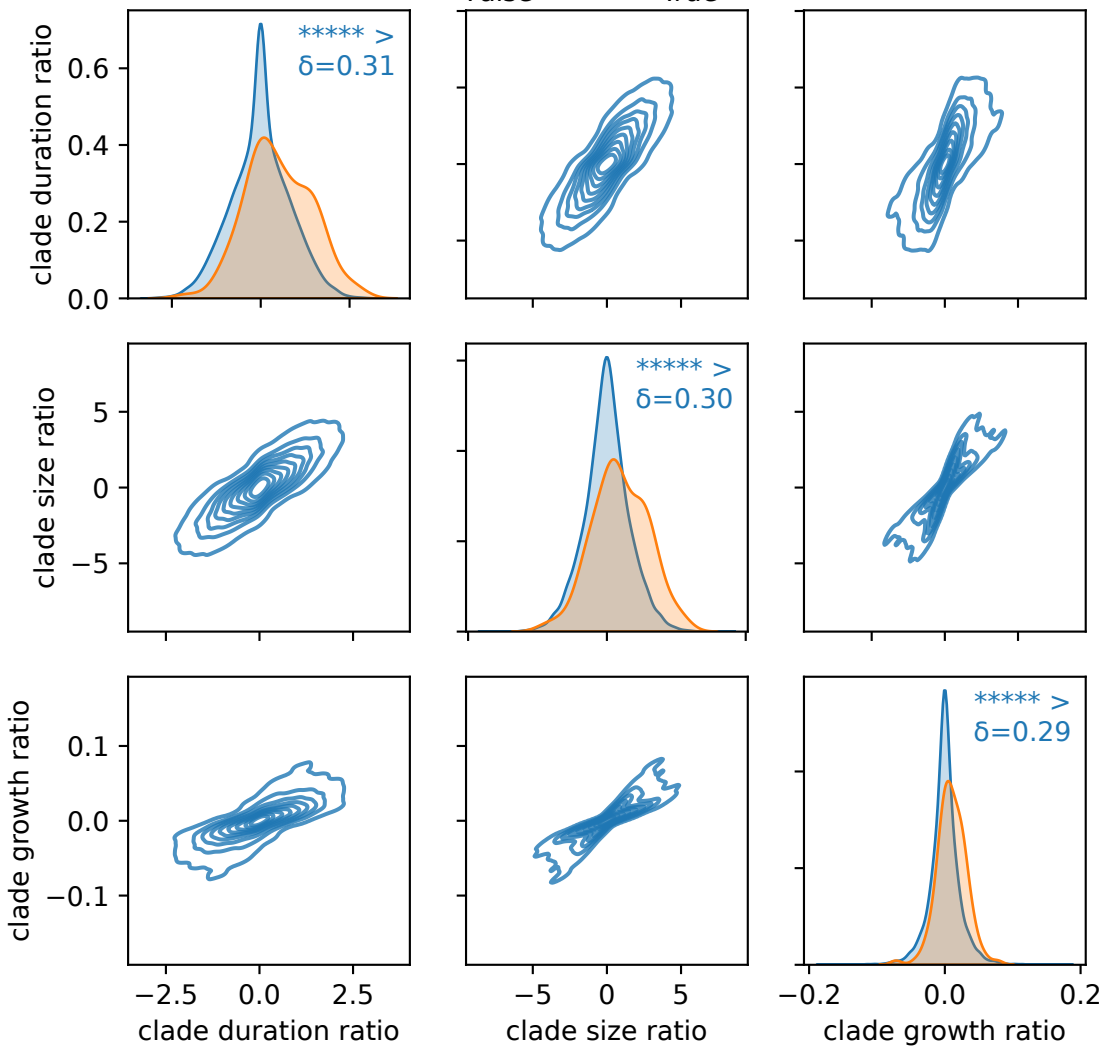 clade duration ratio
0.6
0.4
0.2
0.0
***** >
δ=0.31
clade size ratio
5
0
−5
***** >
δ=0.30
clade growth ratio
0.1
0.0
−0.1
***** >
δ=0.29
−2.5 0.0 2.5
−5 0 5
−0.2 0.0 0.2
clade duration ratio
clade size ratio
clade growth ratio